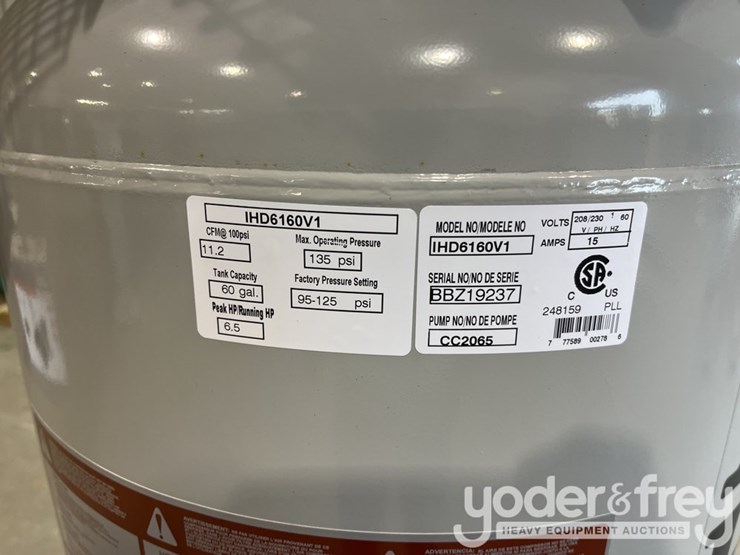 IHD6160V1
CFM@ 100psi
11.2
Max. Operating Pressure
135 psi
Tank Capacity
60 gal.
Factory Pressure Setting
95-125 psi
Peak HP/Running HP
6.5
MODEL NO/MODELE NO
IHD6160V1
VOLTS 208/230 1 60
V / PH / HZ
AMPS 15
SERIAL NO/NO DE SERIE
BBZ19237
PUMP NO/NO DE POMPE
CC2065
C US
248159 PLL
7 77589 00278 8
yoder&frey
HEAVY EQUIPMENT AUCTIONS